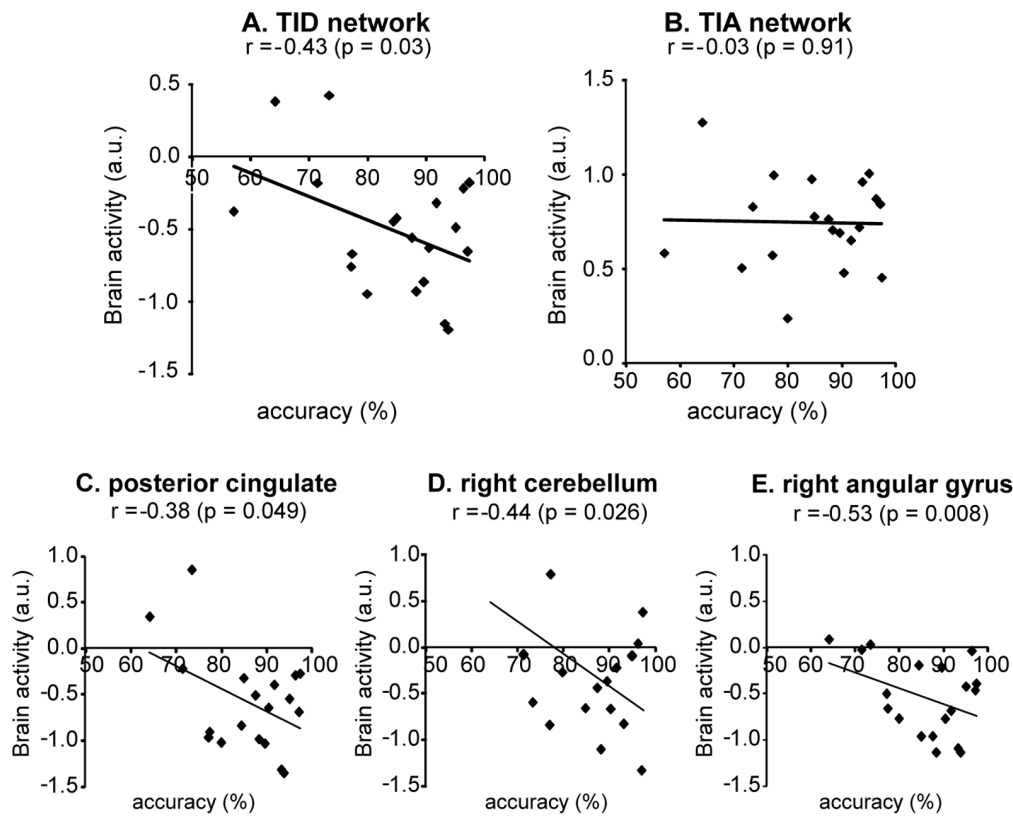 A. TID network
r =-0.43 (p = 0.03)
0.5
0.0
-0.5
-1.0
-1.5
50 60 70 80 90 100
Brain activity (a.u.)
accuracy (%)
B. TIA network
r =-0.03 (p = 0.91)
1.5
1.0
0.5
0.0
50 60 70 80 90 100
Brain activity (a.u.)
accuracy (%)
C. posterior cingulate
r =-0.38 (p = 0.049)
1.0
0.5
0.0
-0.5
-1.0
-1.5
50 60 70 80 90 100
Brain activity (a.u.)
accuracy (%)
D. right cerebellum
r =-0.44 (p = 0.026)
1.0
0.5
0.0
-0.5
-1.0
-1.5
50 60 70 80 90 100
Brain activity (a.u.)
accuracy (%)
E. right angular gyrus
r =-0.53 (p = 0.008)
1.0
0.5
0.0
-0.5
-1.0
-1.5
50 60 70 80 90 100
Brain activity (a.u.)
accuracy (%)